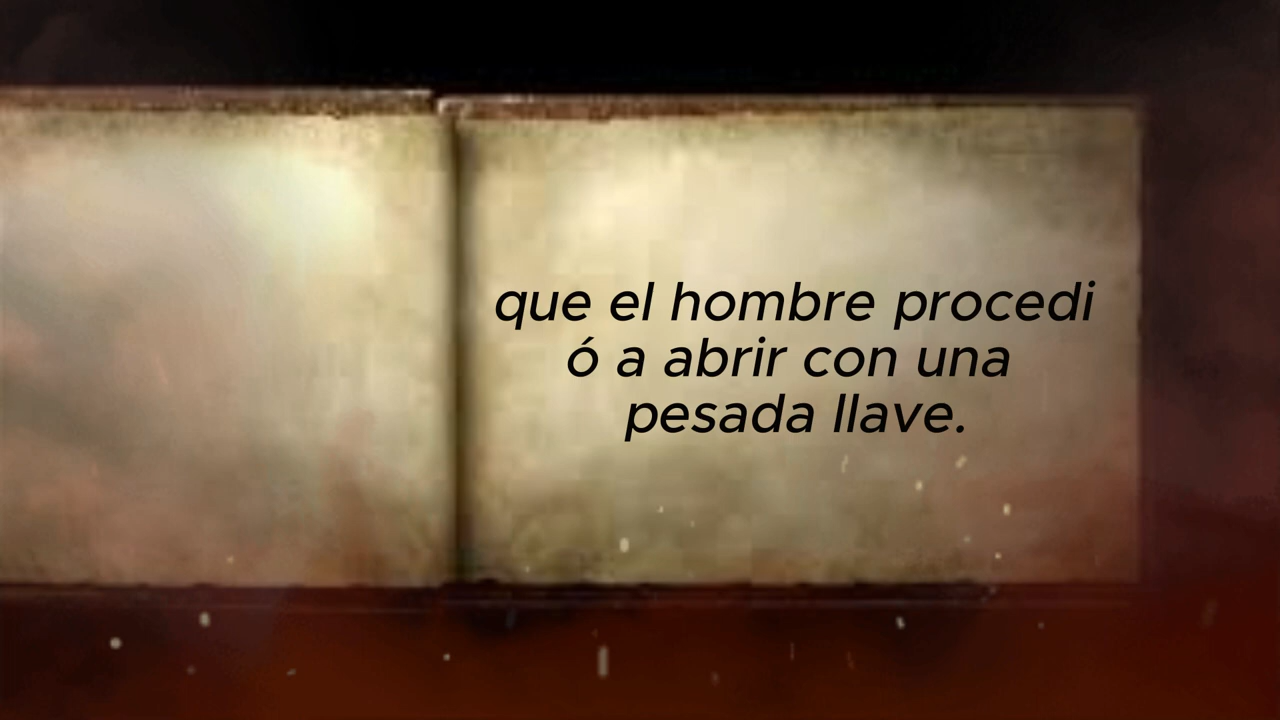 que el hombre procedi
ó a abrir con una
pesada llave.